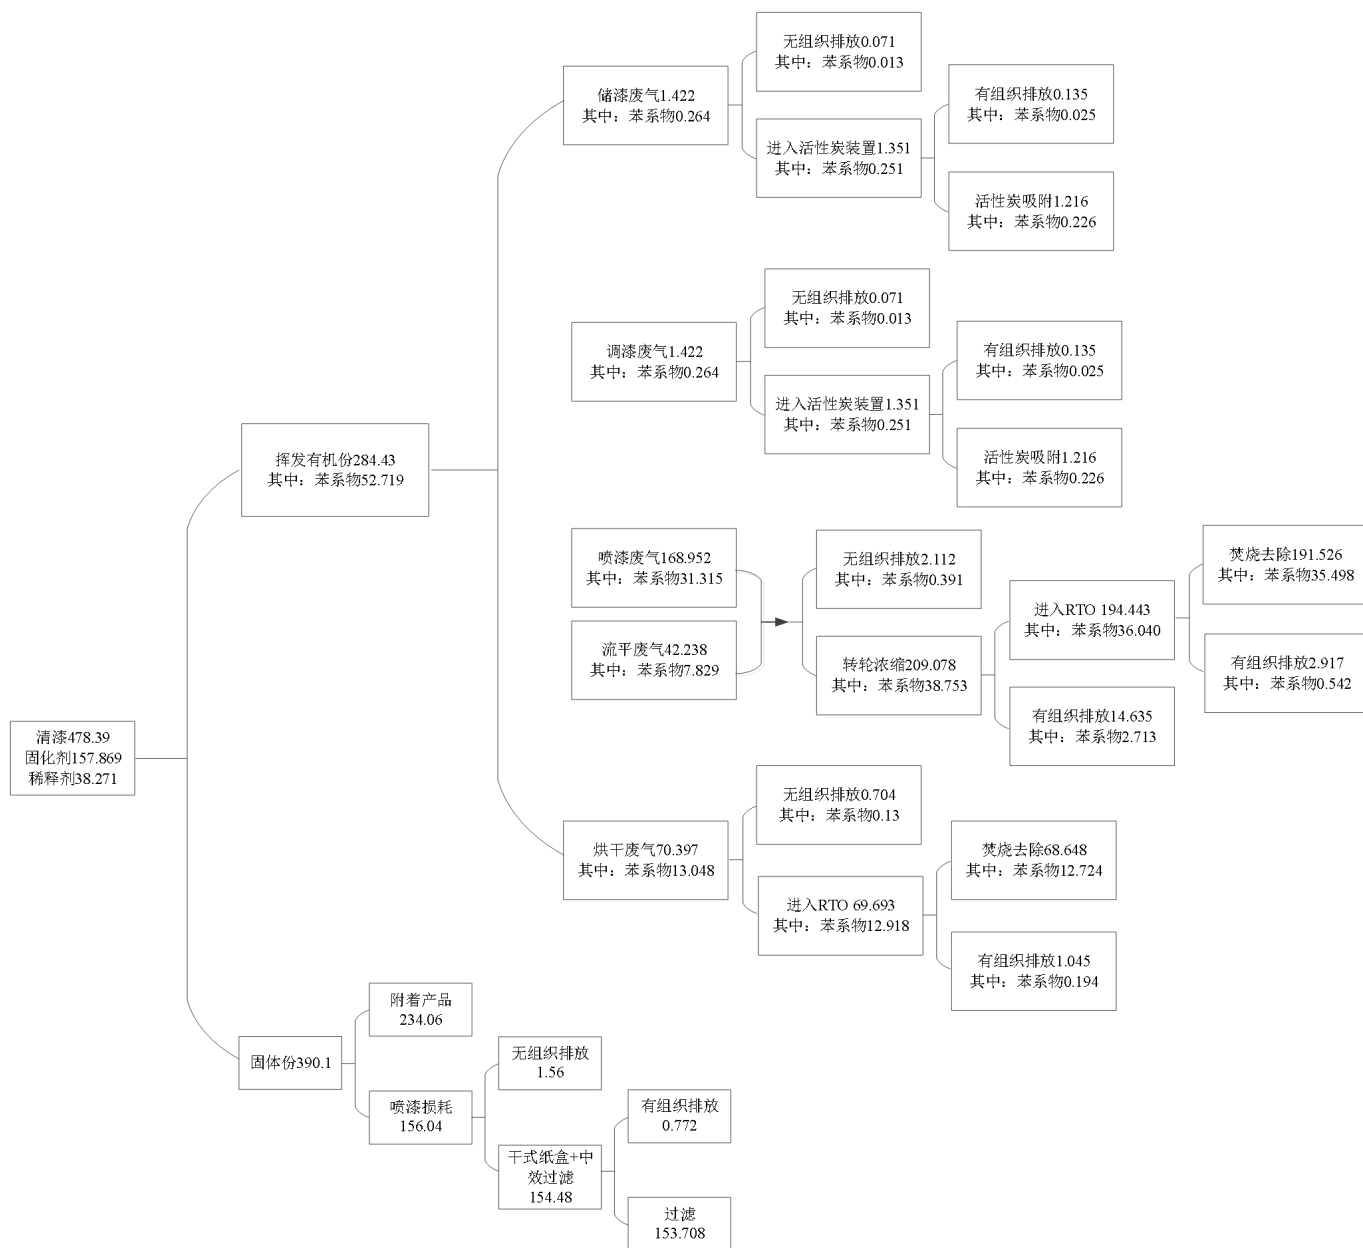 无组织排放0.071
其中：苯系物0.013
储漆废气1.422
其中：苯系物0.264
有组织排放0.135
其中：苯系物0.025
进入活性炭装置1.351
其中：苯系物0.251
活性炭吸附1.216
其中：苯系物0.226
无组织排放0.071
其中：苯系物0.013
调漆废气1.422
其中：苯系物0.264
有组织排放0.135
其中：苯系物0.025
进入活性炭装置1.351
其中：苯系物0.251
活性炭吸附1.216
其中：苯系物0.226
挥发有机份284.43
其中：苯系物52.719
喷漆废气168.952
其中：苯系物31.315
无组织排放2.112
其中：苯系物0.391
焚烧去除191.526
其中：苯系物35.498
进入RTO 194.443
其中：苯系物36.040
流平废气42.238
其中：苯系物7.829
转轮浓缩209.078
其中：苯系物38.753
有组织排放2.917
其中：苯系物0.542
有组织排放14.635
其中：苯系物2.713
清漆478.39
固化剂157.869
稀释剂38.271
无组织排放0.704
其中：苯系物0.13
烘干废气70.397
其中：苯系物13.048
焚烧去除68.648
其中：苯系物12.724
进入RTO 69.693
其中：苯系物12.918
有组织排放1.045
其中：苯系物0.194
附着产品
234.06
固体份390.1
无组织排放
1.56
喷漆损耗
156.04
有组织排放
0.772
干式纸盒+中
效过滤
154.48
过滤
153.708